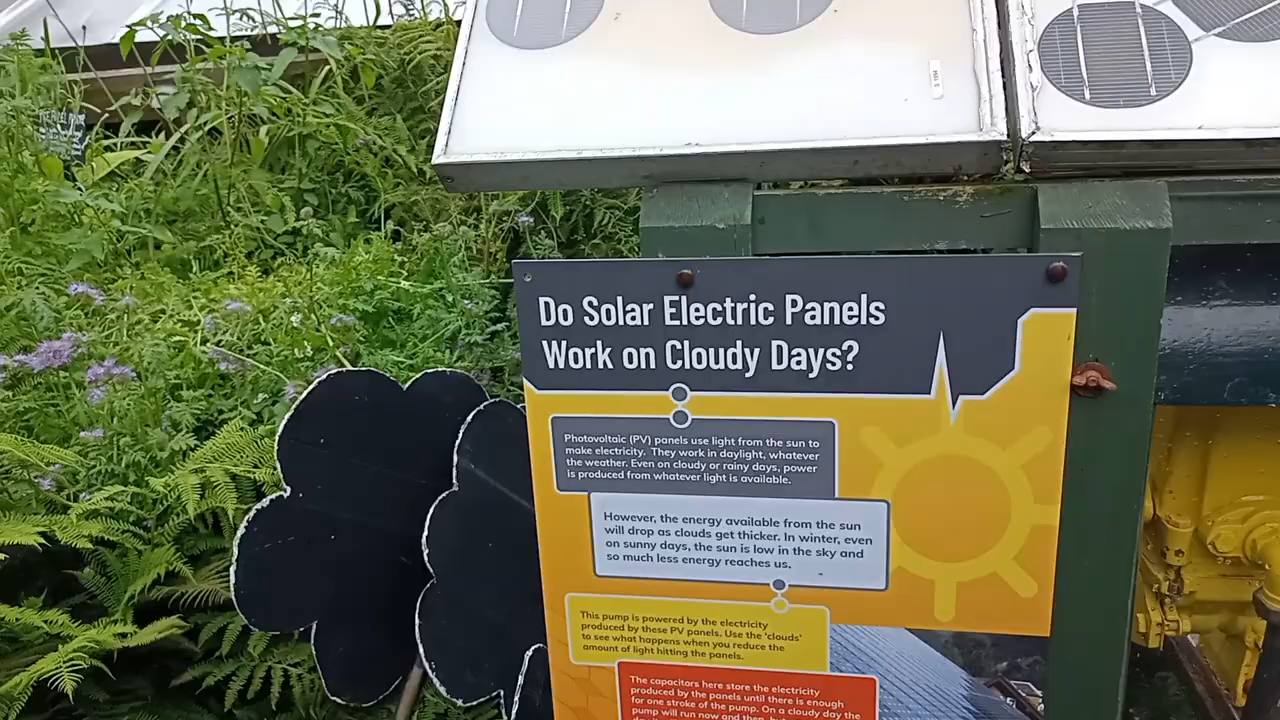 Do Solar Electric Panels
Work on Cloudy Days?
Photovoltaic (PV) panels use light from the sun to
make electricity. They work in daylight, whatever
the weather. Even on cloudy or rainy days, power
is produced from whatever light is available.
However, the energy available from the sun
will drop as clouds get thicker. In winter, even
on sunny days, the sun is low in the sky and
so much less energy reaches us.
This pump is powered by the electricity
produced by these PV panels. Use the 'clouds'
to see what happens when you reduce the
amount of light hitting the panels.
The capacitors here store the electricity
produced by the panels until there is enough
for one stroke of the pump. On a cloudy day the
pump will run now and then, but